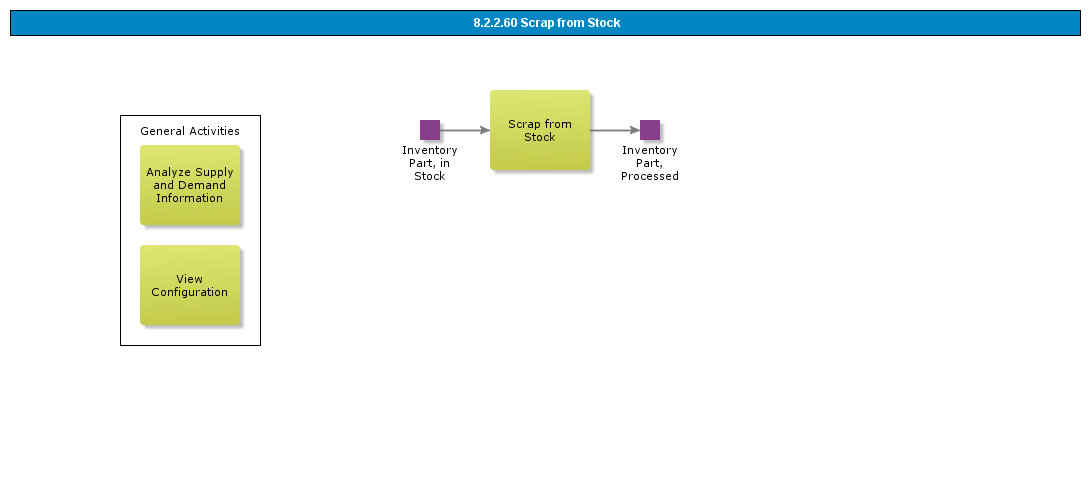 8.2.2.60 Scrap from Stock
General Activities
Analyze Supply
and Demand
Information
View
Configuration
Inventory
Part, in
Stock
Scrap from
Stock
Inventory
Part,
Processed